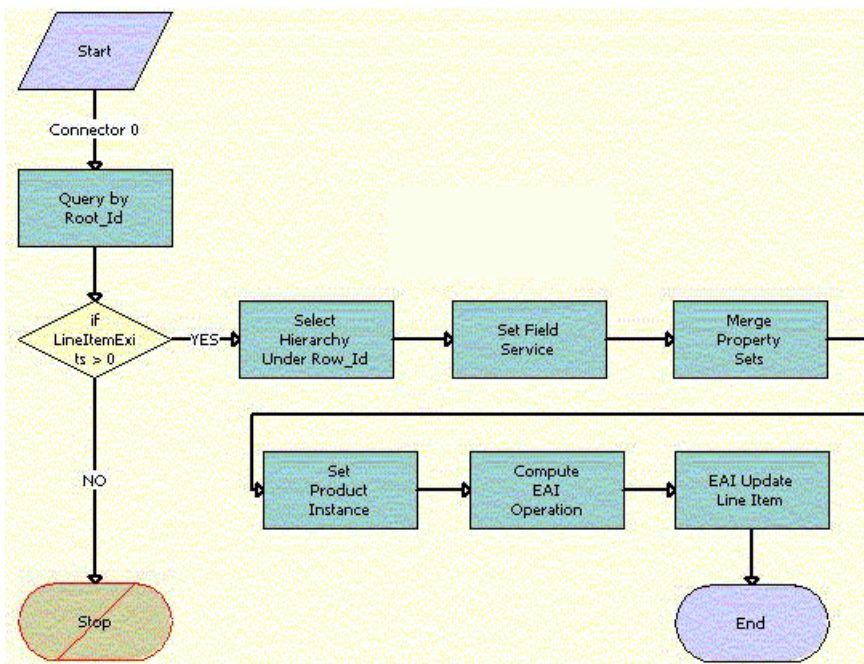 Start
Connector 0
Query by
Root_Id
if
LineItemExi
ts > 0
YES
Select
Hierarchy
Under Row_Id
Set Field
Service
Merge
Property
Sets
Set
Product
Instance
Compute
EAI
Operation
EAI Update
Line Item
NO
Stop
End